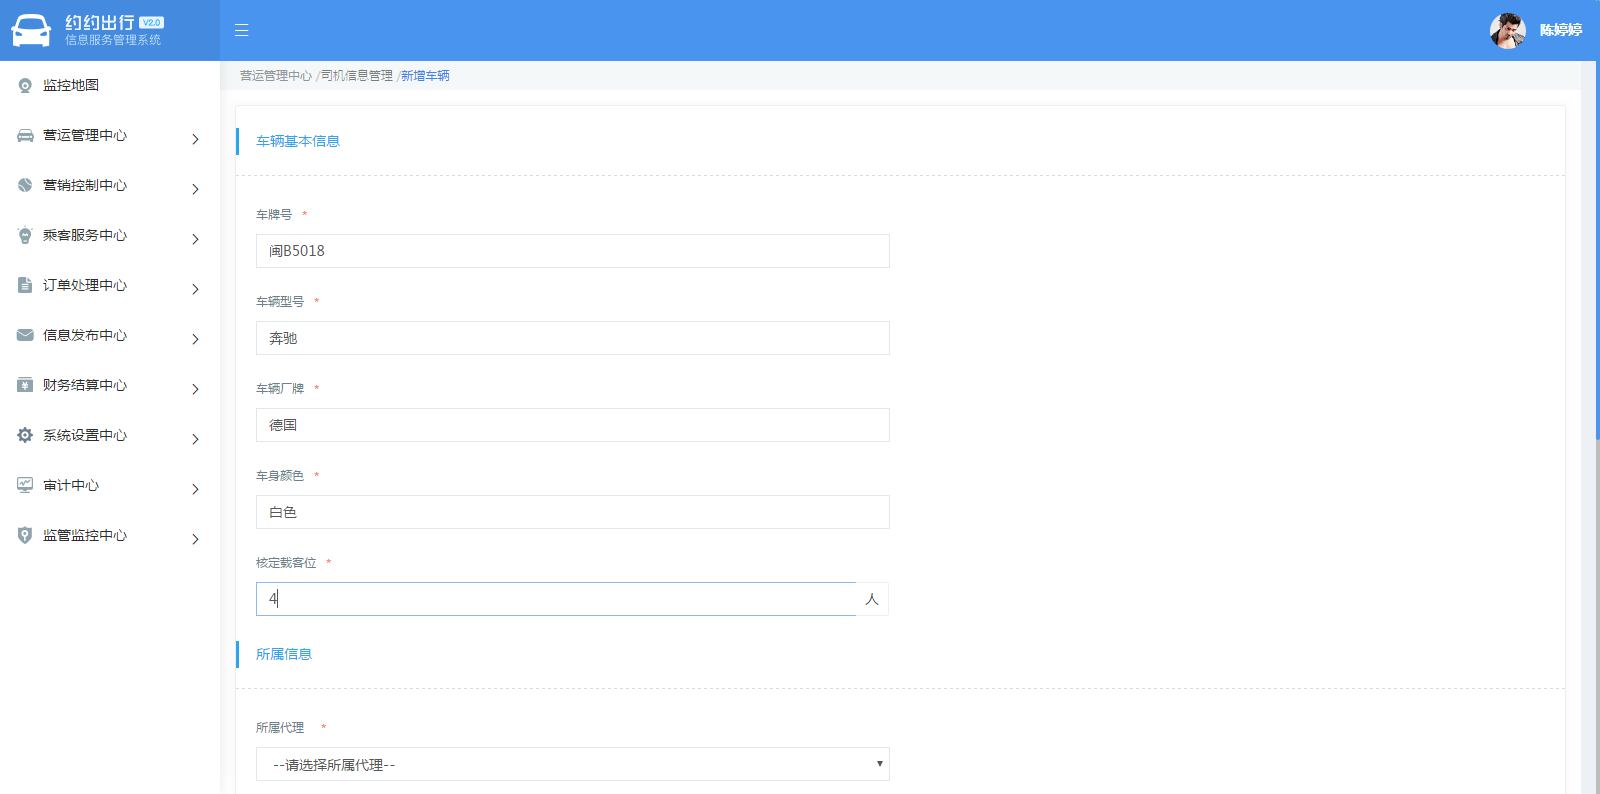 约约出行 V2.0
信息服务管理系统
陈婷婷
监控地图
营运管理中心
营销控制中心
乘客服务中心
订单处理中心
信息发布中心
财务结算中心
系统设置中心
审计中心
监管监控中心
营运管理中心 /司机信息管理 /新增车辆
车辆基本信息
车牌号 *
闽B5018
车辆型号 *
奔驰
车辆厂牌 *
德国
车身颜色 *
白色
核定载客位 *
4 人
所属信息
所属代理 *
--请选择所属代理--